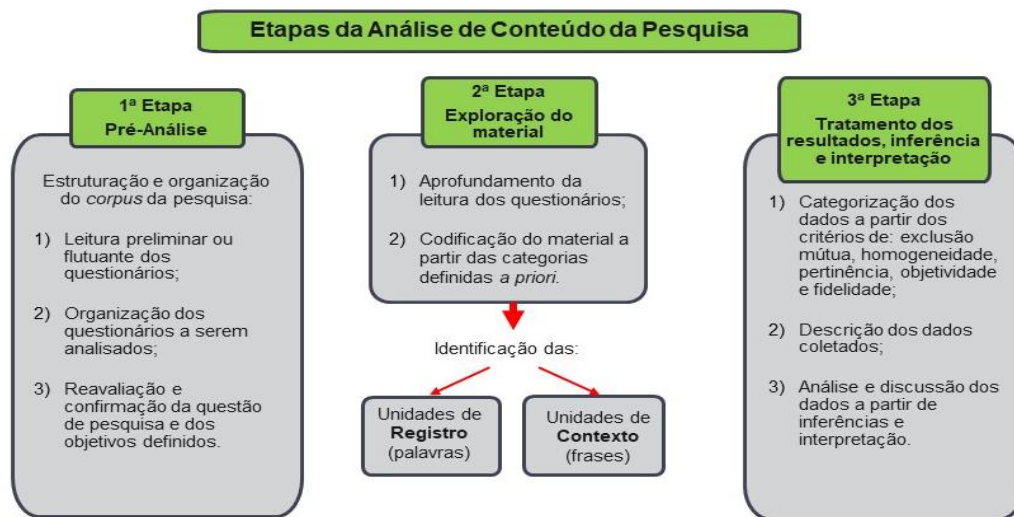 Etapas da Análise de Conteúdo da Pesquisa
1ª Etapa
Pré-Análise
Estruturação e organização
do corpus da pesquisa:
1) Leitura preliminar ou
flutuante dos
questionários;
2) Organização dos
questionários a serem
analisados;
3) Reavaliação e
confirmação da questão
de pesquisa e dos
objetivos definidos.
2ª Etapa
Exploração do
material
1) Aprofundamento da
leitura dos questionários;
2) Codificação do material a
partir das categorias
definidas a priori.
Identificação das:
Unidades de
Registro
(palavras)
Unidades de
Contexto
(frases)
3ª Etapa
Tratamento dos
resultados, inferência
e interpretação
1) Categorização dos
dados a partir dos
critérios de: exclusão
mútua, homogeneidade,
pertinência, objetividade
e fidelidade;
2) Descrição dos dados
coletados;
3) Análise e discussão dos
dados a partir de
inferências e
interpretação.